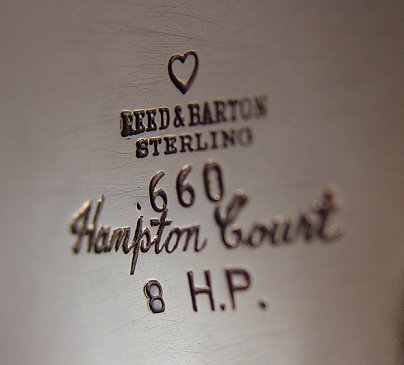 REED & BARTON
STERLING
660
Hampton Court
8 H.P.